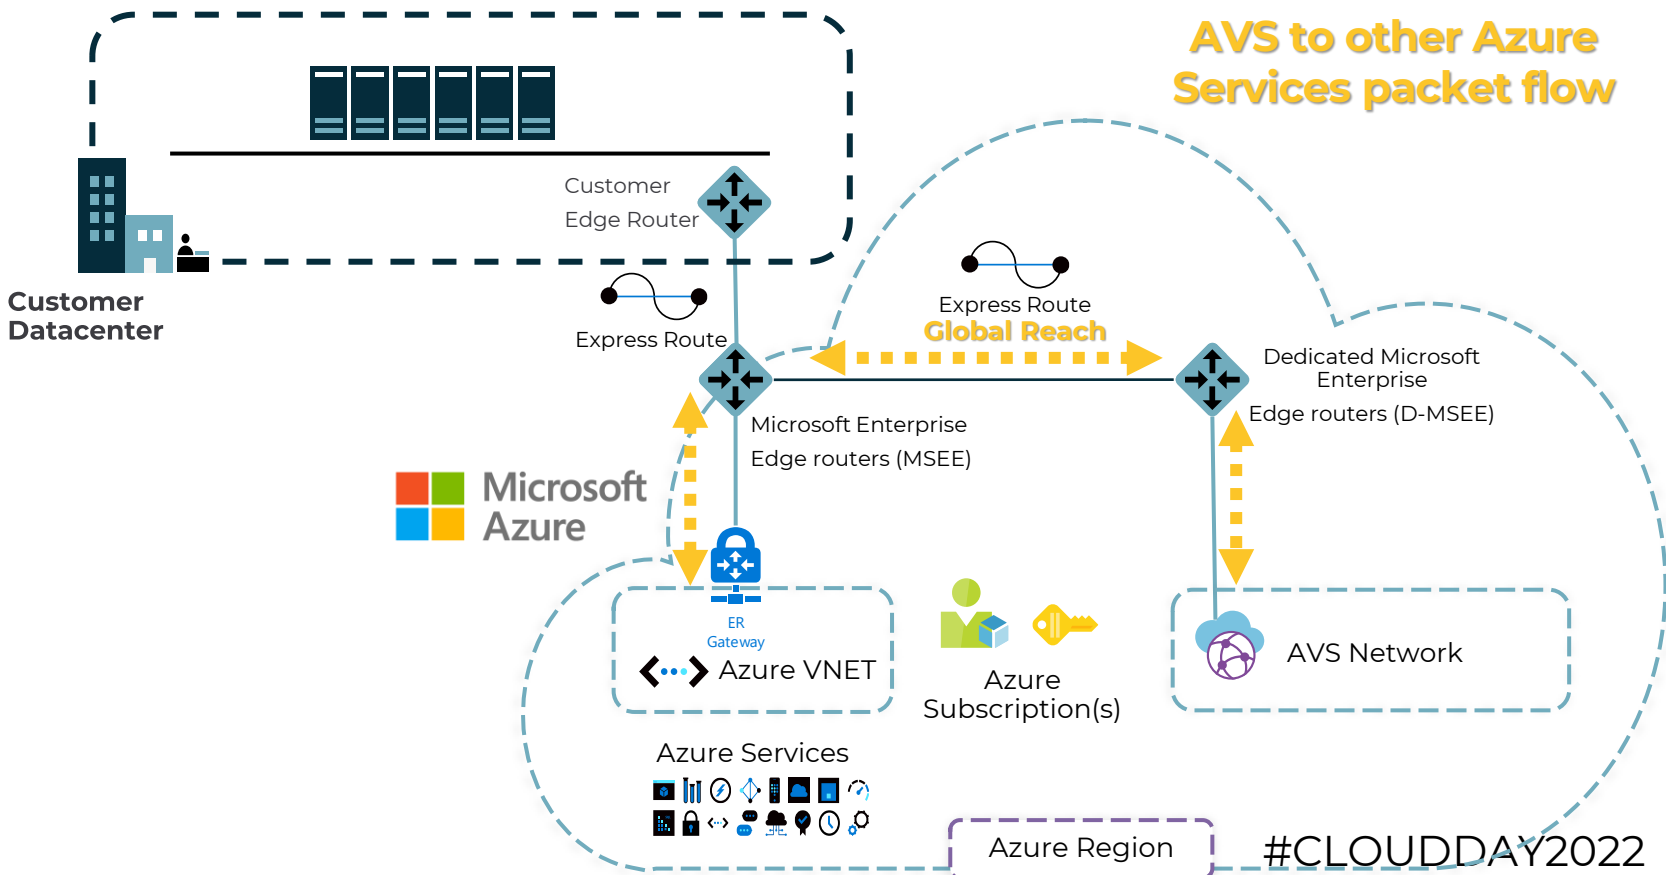 AVS to other Azure
Services packet flow
Customer
Edge Router
Customer
Datacenter
Express Route
Express Route
Global Reach
Dedicated Microsoft
Enterprise
Edge routers (D-MSEE)
Microsoft Enterprise
Edge routers (MSEE)
Microsoft
Azure
ER
Gateway
Azure VNET
Azure
Subscription(s)
AVS Network
Azure Services
Azure Region
#CLOUDDAY2022